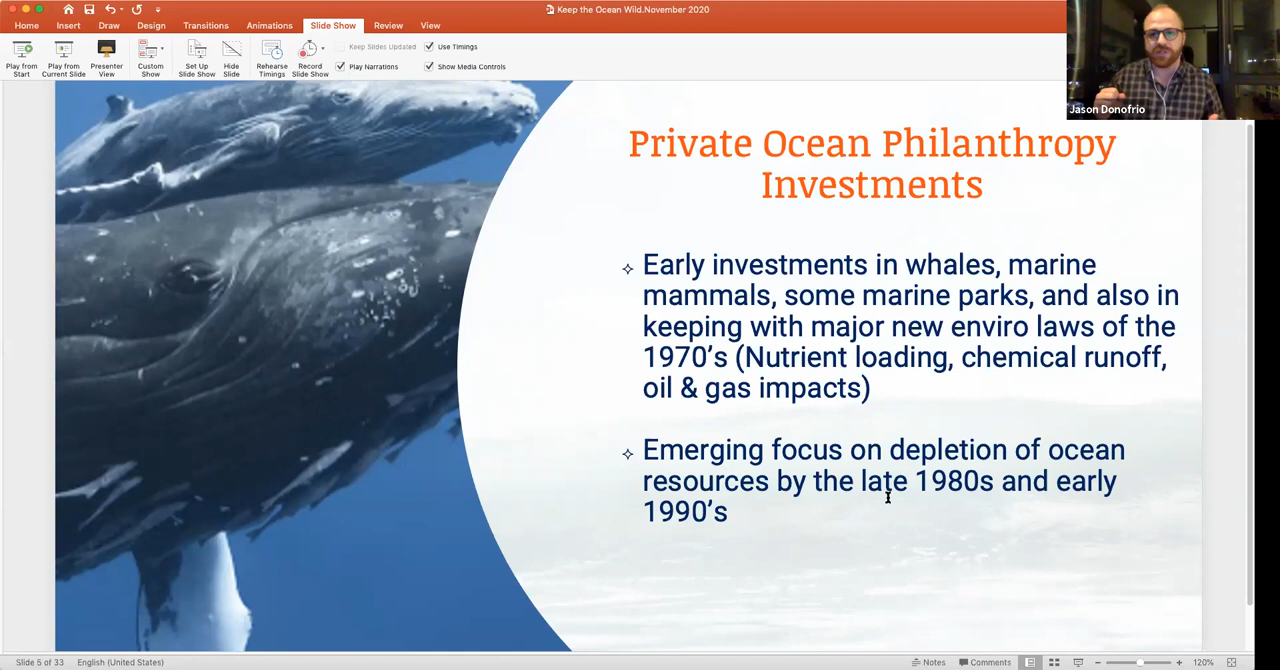 Keep the Ocean Wild.November 2020
Home Insert Draw Design Transitions Animations Slide Show Review View
Play from Start
Play from Current Slide
Presenter View
Custom Show
Set Up Slide Show
Hide Slide
Rehearse Timings
Record Slide Show
Keep Slides Updated
Use Timings
Play Narrations
Show Media Controls
Jason Donofrio
Private Ocean Philanthropy
Investments
Early investments in whales, marine
mammals, some marine parks, and also in
keeping with major new enviro laws of the
1970’s (Nutrient loading, chemical runoff,
oil & gas impacts)
Emerging focus on depletion of ocean
resources by the late 1980s and early
1990’s
Slide 5 of 33 English (United States) Notes Comments 120%